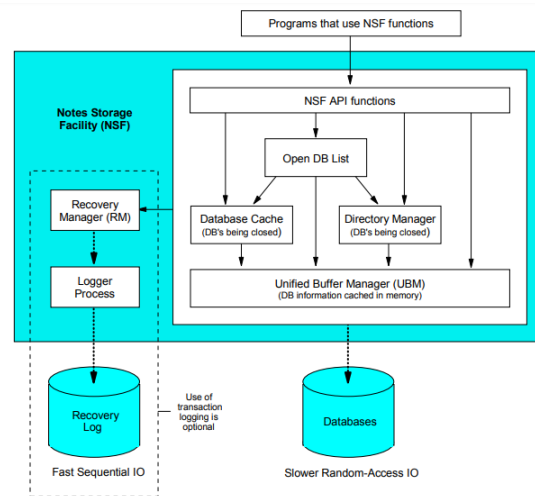 Programs that use NSF functions
Notes Storage
Facility (NSF)
NSF API functions
Open DB List
Recovery
Manager (RM)
Database Cache
(DB's being closed)
Directory Manager
(DB's being closed)
Logger
Process
Unified Buffer Manager (UBM)
(DB information cached in memory)
Recovery
Log
Use of
transaction
logging is
optional
Databases
Fast Sequential IO
Slower Random-Access IO